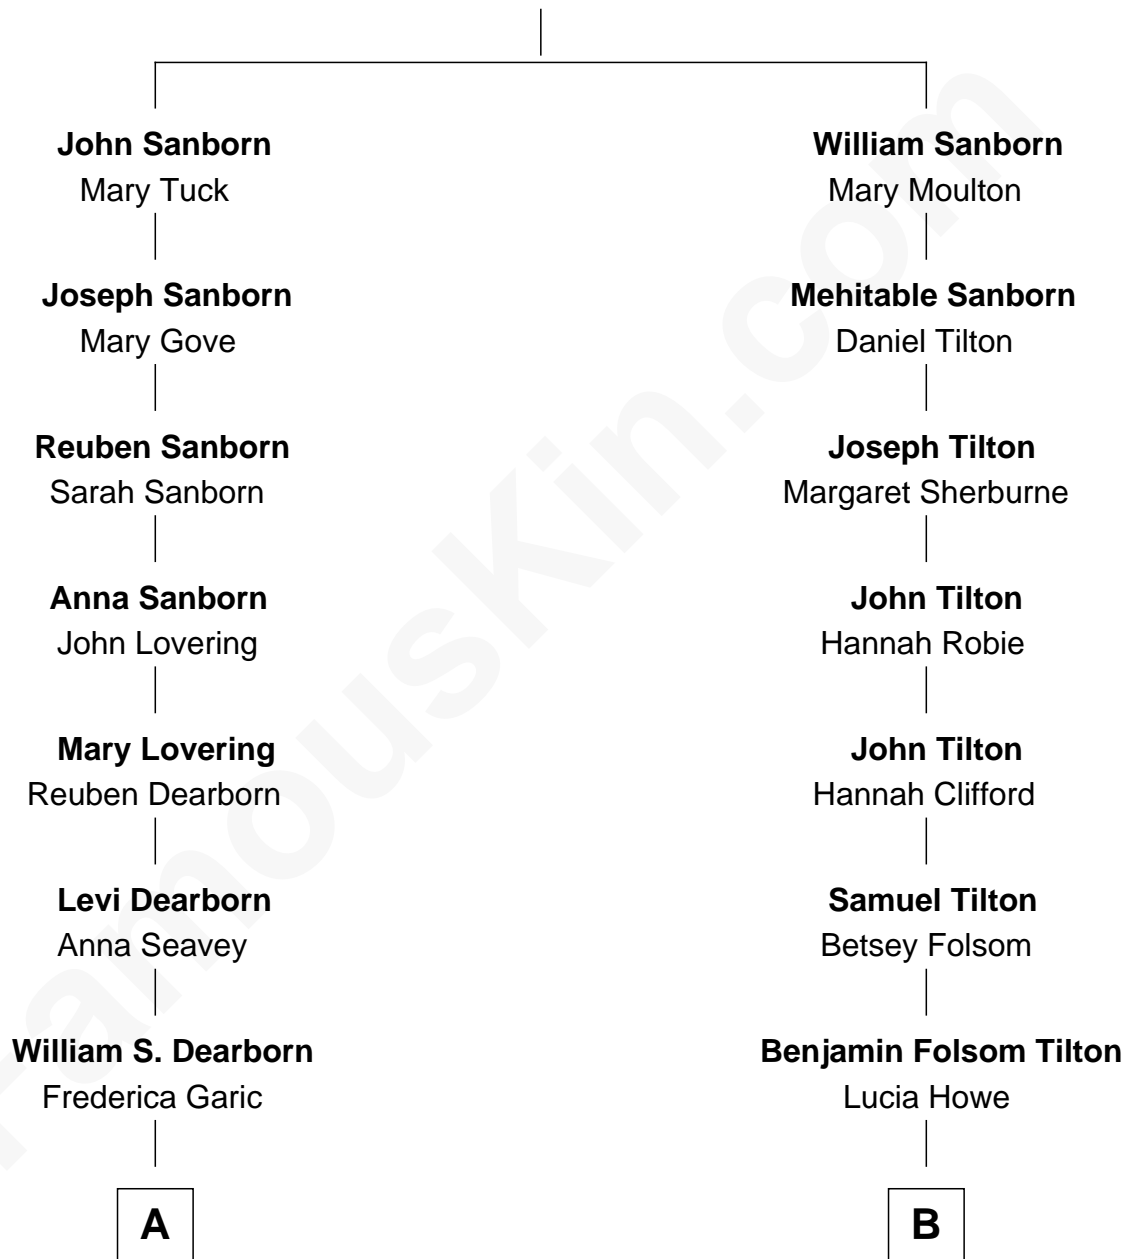 John Sanborn
Mary Tuck
Joseph Sanborn
Mary Gove
Reuben Sanborn
Sarah Sanborn
Anna Sanborn
John Lovering
Mary Lovering
Reuben Dearborn
Levi Dearborn
Anna Seavey
William S. Dearborn
Frederica Garic
A
William Sanborn
Mary Moulton
Mehitable Sanborn
Daniel Tilton
Joseph Tilton
Margaret Sherburne
John Tilton
Hannah Robie
John Tilton
Hannah Clifford
Samuel Tilton
Betsey Folsom
Benjamin Folsom Tilton
Lucia Howe
B
FamousKin.com